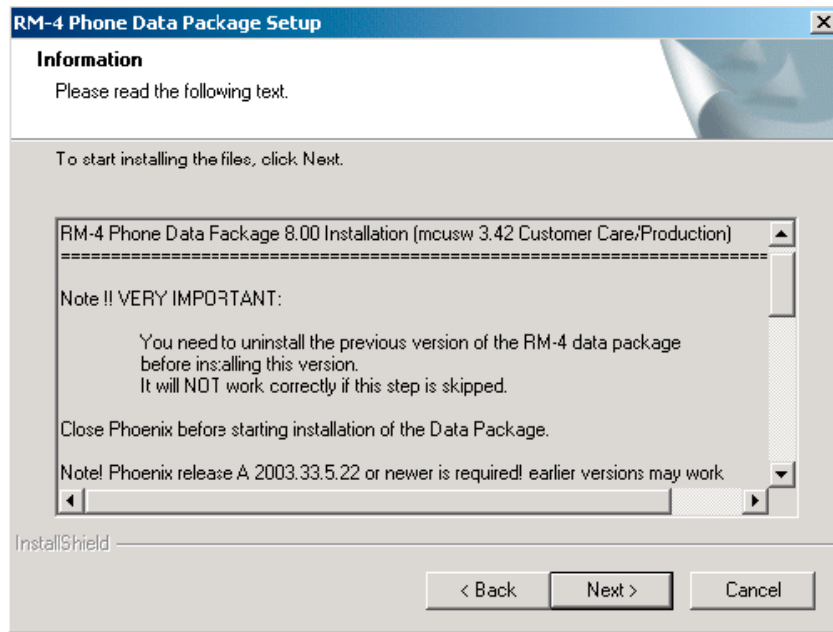 RM-4 Phone Data Package Setup
Information
Please read the following text.
To start installing the files, click Next.
RM-4 Phone Data Package 8.00 Installation (mcusw 3.42 Customer Care/Production)
=======================================================================
Note !! VERY IMPORTANT:
You need to uninstall the previous version of the RM-4 data package
before installing this version.
It will NOT work correctly if this step is skipped.
Close Phoenix before starting installation of the Data Package.
Note! Phoenix release A 2003.33.5.22 or newer is required! earlier versions may work
InstallShield
< Back Next > Cancel